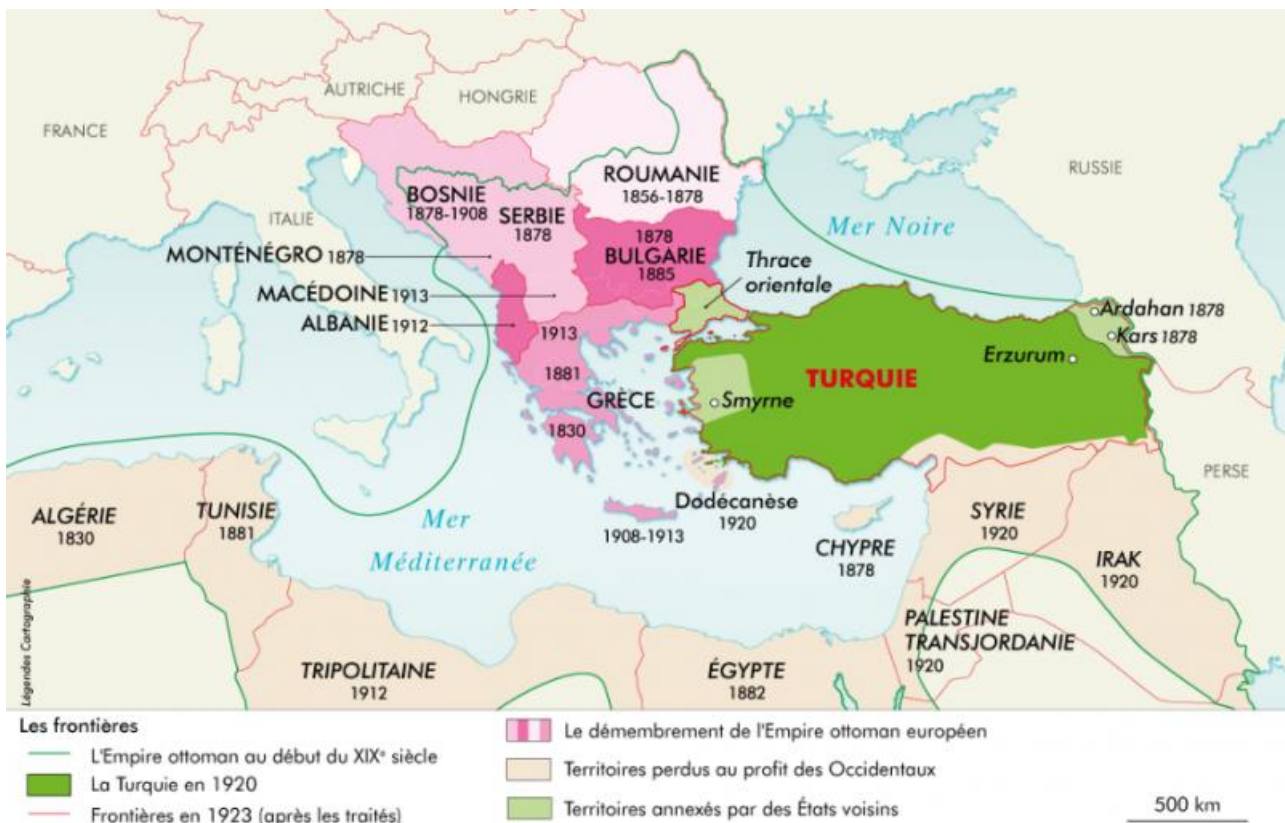 AUTRICHE
HONGRIE
FRANCE
RUSSIE
ROUMANIE
1856-1878
BOSNIE
1878-1908
SERBIE
1878
ITALIE
Mer Noire
1878
BULGARIE
1885
MONTÉNÉGRO 1878
Thrace
orientale
MACÉDOINE 1913
ALBANIE 1912
Ardahan 1878
Kars 1878
1913
Erzurum
1881
TURQUIE
GRÈCE
Smyrne
1830
PERSE
Dodécanèse
1920
ALGÉRIE
1830
TUNISIE
1881
Mer
Méditerranée
1908-1913
CHYPRE
1878
SYRIE
1920
IRAK
1920
PALESTINE
TRANSJORDANIE
1920
TRIPOLITAINE
1912
ÉGYPTE
1882
Légendes Cartographie
Les frontières
L'Empire ottoman au début du XIXe siècle
La Turquie en 1920
Frontières en 1923 (après les traités)
Le démembrement de l'Empire ottoman européen
Territoires perdus au profit des Occidentaux
Territoires annexés par des États voisins
500 km